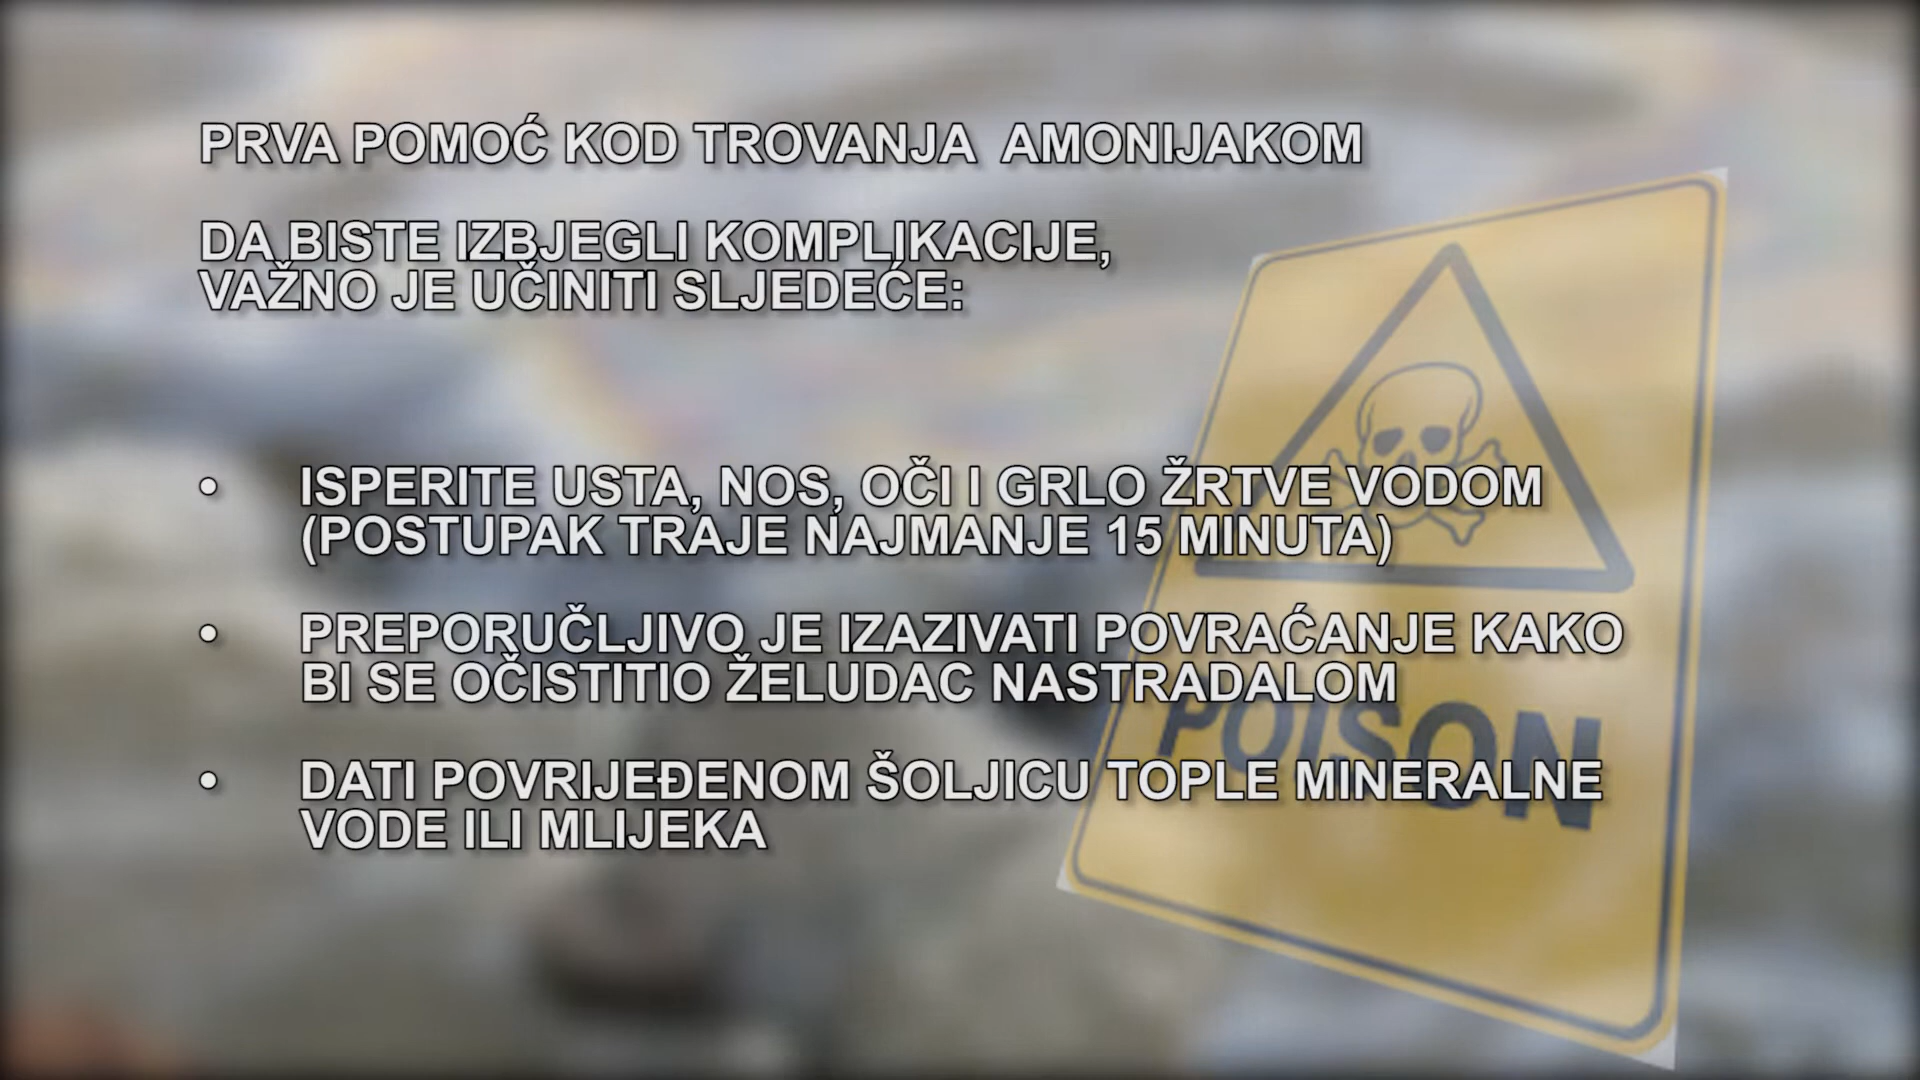 PRVA POMOĆ KOD TROVANJA AMONIJAKOM
DA BISTE IZBJEGLI KOMPLIKACIJE,
VAŽNO JE UČINITI SLJEDEĆE:
• ISPERITE USTA, NOS, OČI I GRLO ŽRTVE VODOM
(POSTUPAK TRAJE NAJMANJE 15 MINUTA)
• PREPORUČLJIVO JE IZAZIVATI POVRAĆANJE KAKO
BI SE OČISTITIO ŽELUDAC NASTRADALOM
• DATI POVRIJEĐENOM ŠOLJICU TOPLE MINERALNE
VODE ILI MLIJEKA
POISON